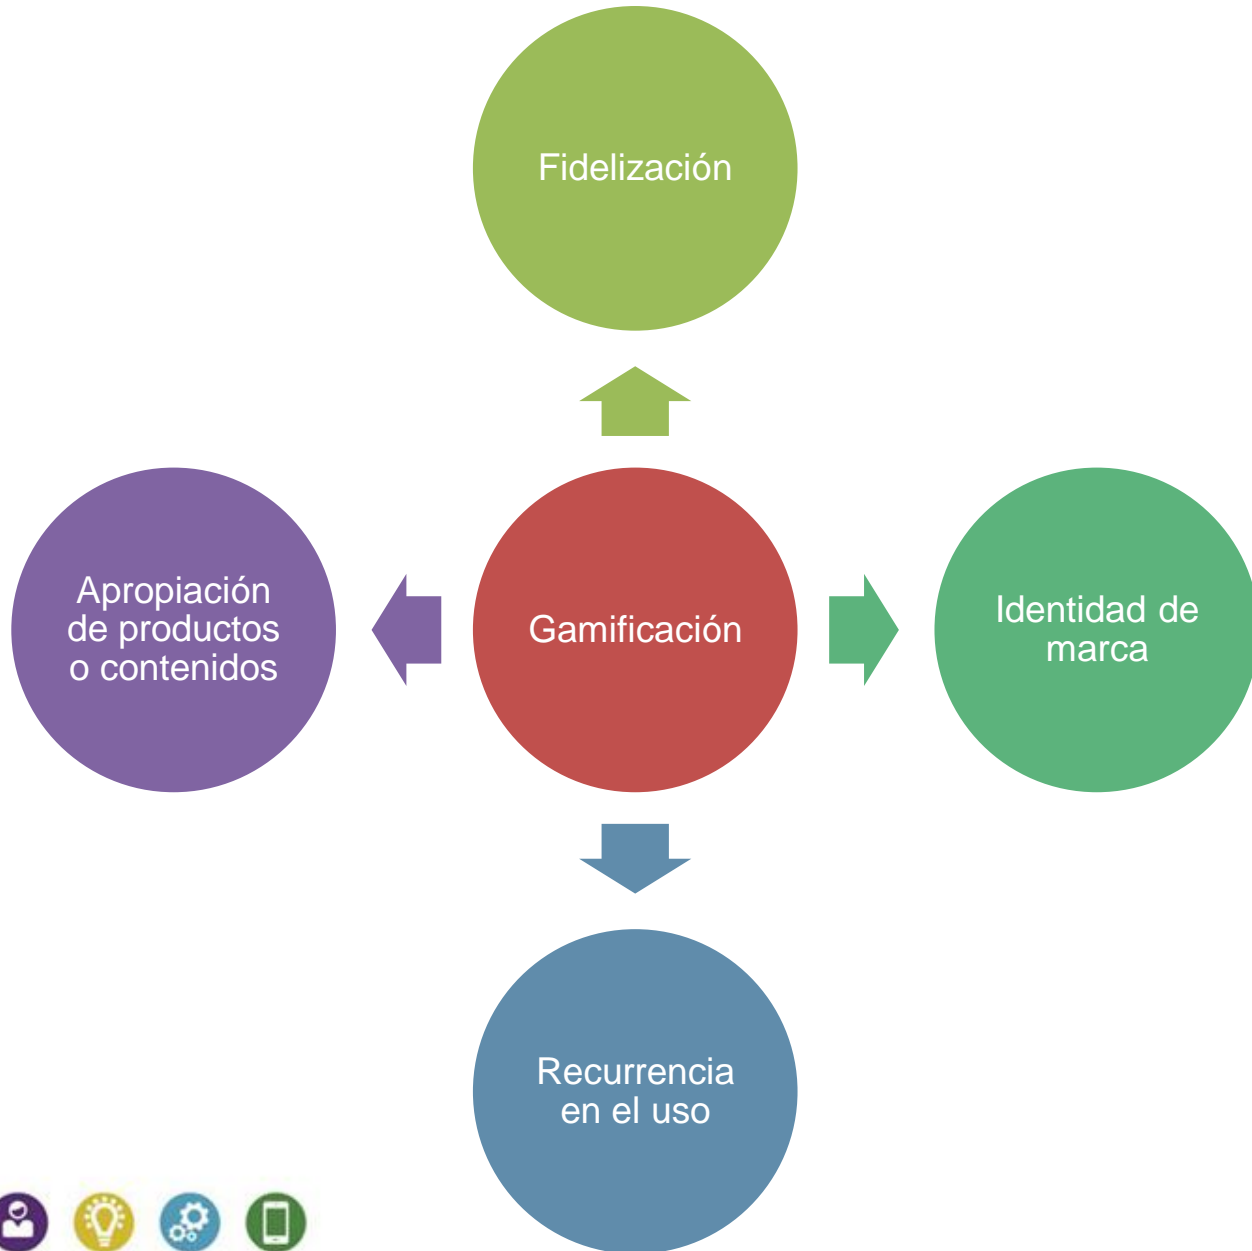 Fidelización
Apropiación
de productos
o contenidos
Gamificación
Identidad de
marca
Recurrencia
en el uso